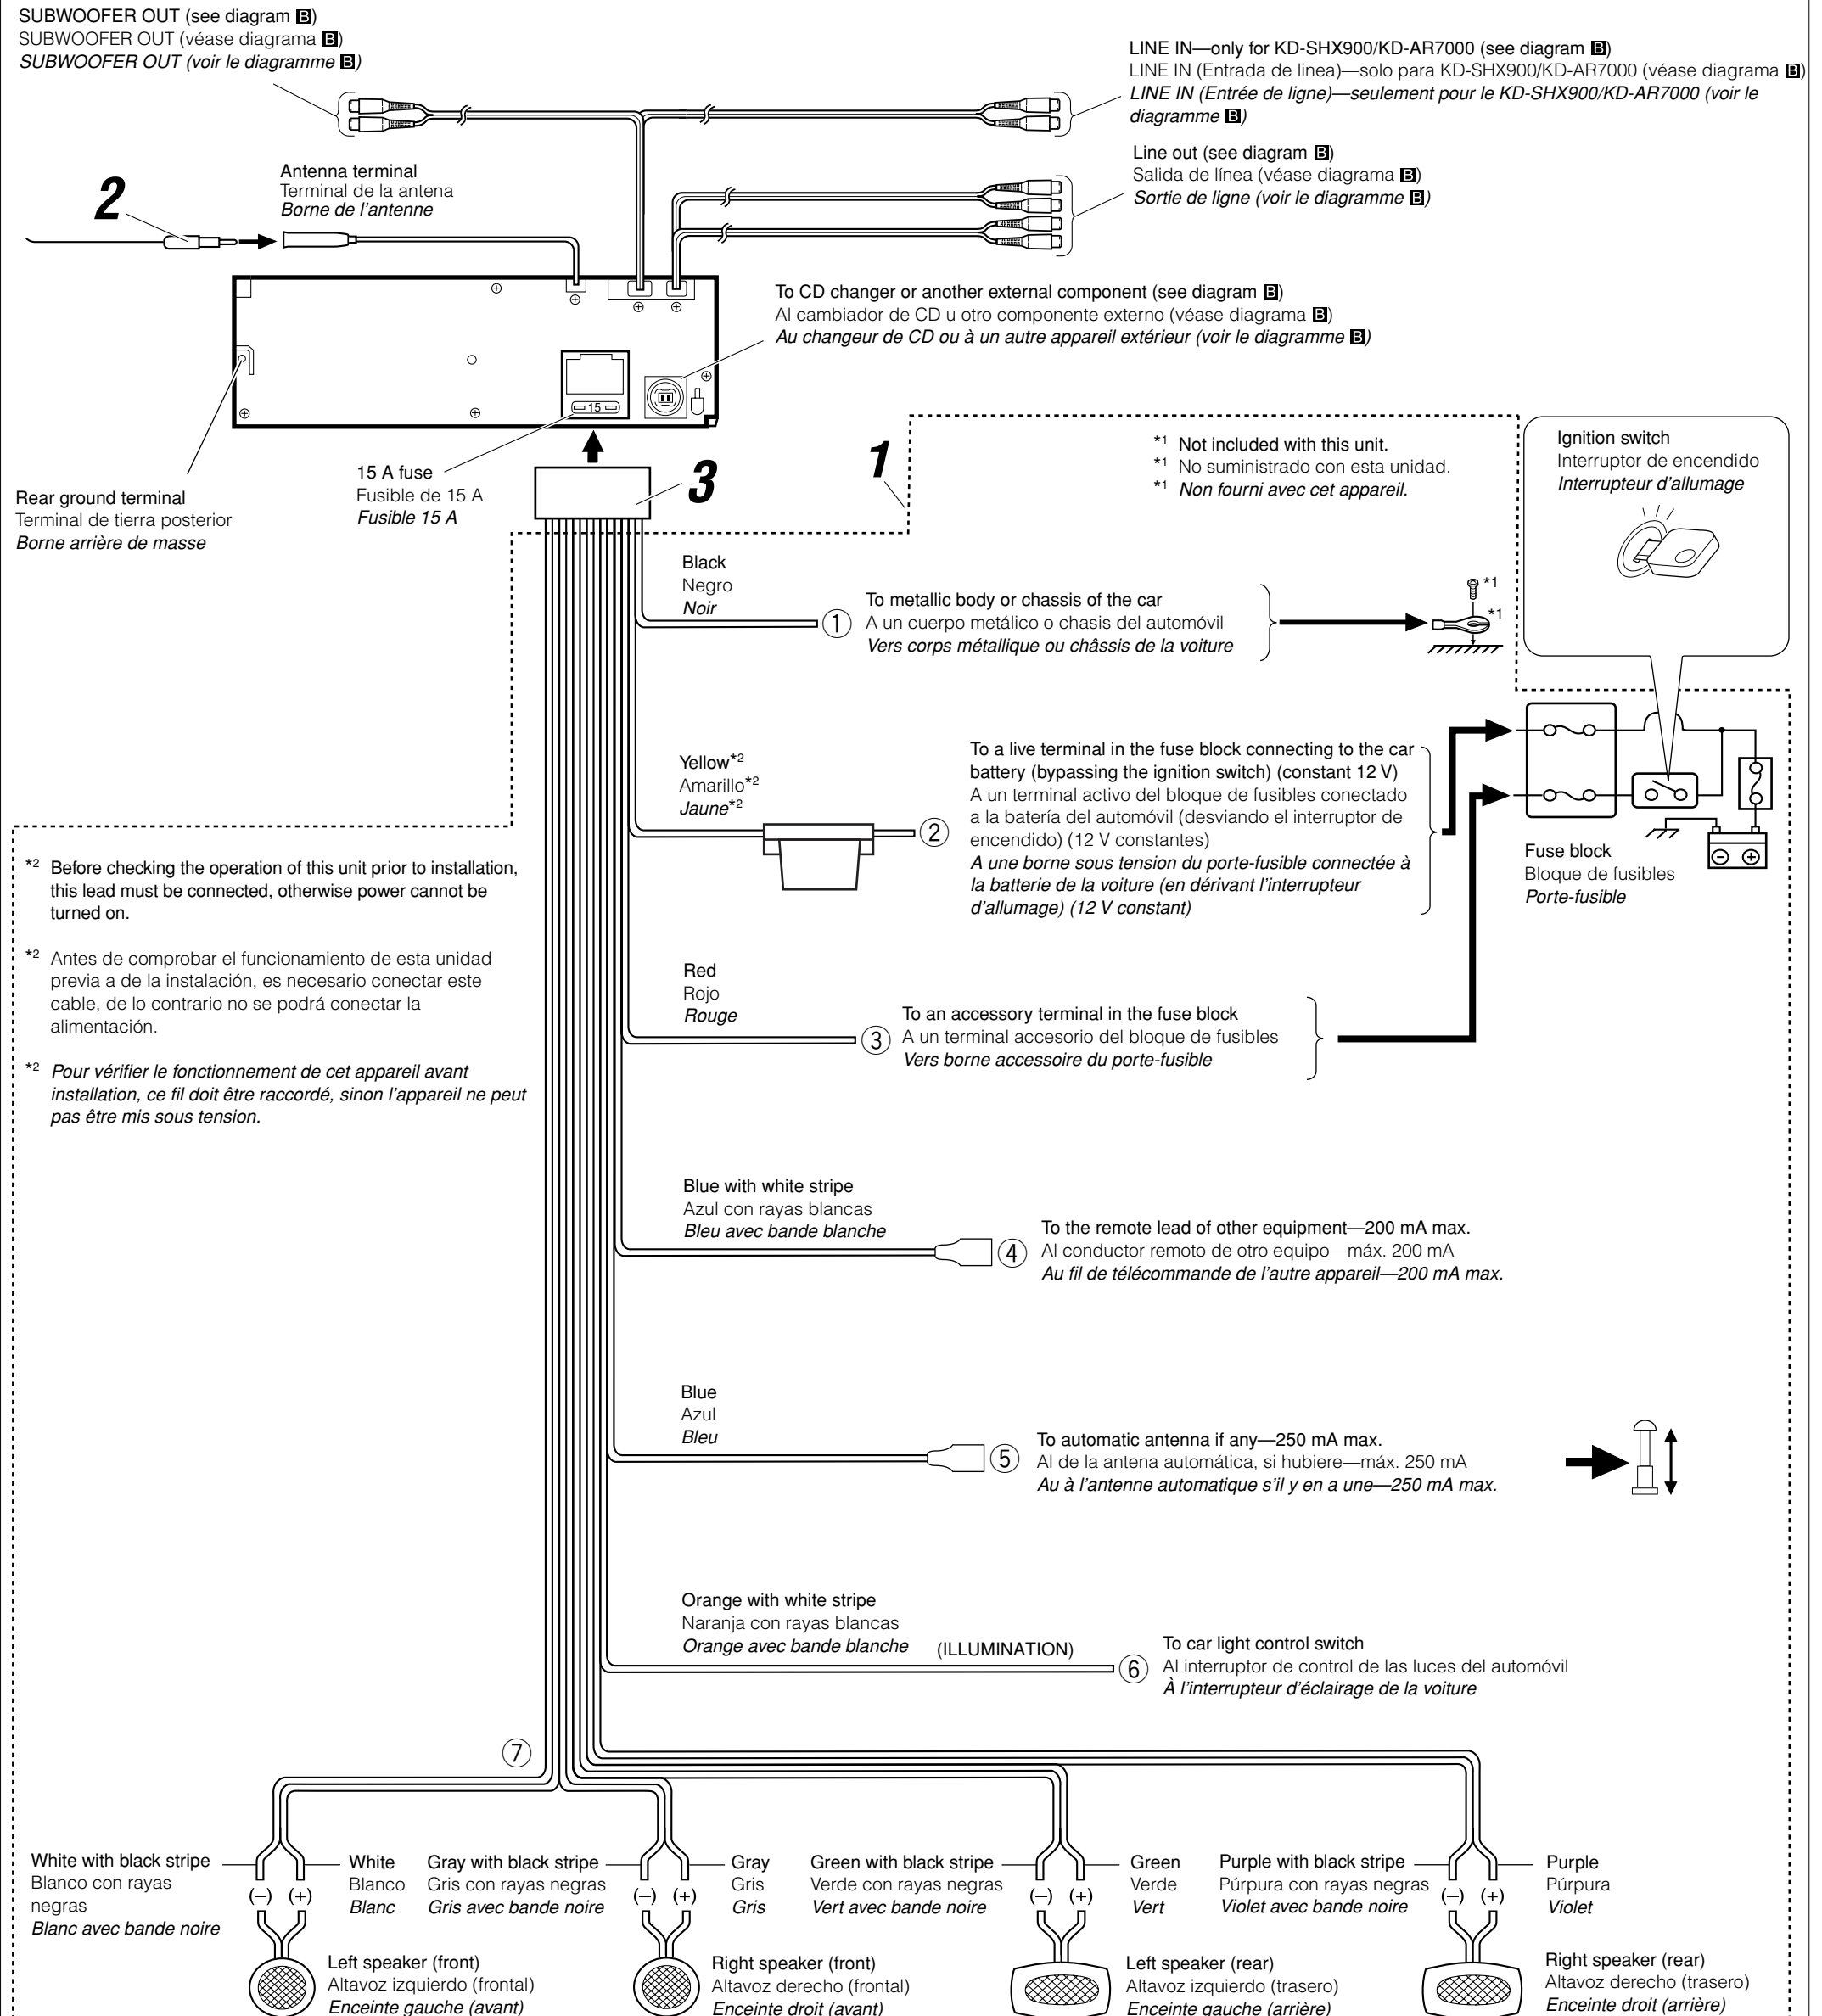 SUBWOOFER OUT (see diagram B)
SUBWOOFER OUT (véase diagrama B)
SUBWOOFER OUT (voir le diagramme B)
LINE IN—only for KD-SHX900/KD-AR7000 (see diagram B)
LINE IN (Entrada de linea)—solo para KD-SHX900/KD-AR7000 (véase diagrama B)
LINE IN (Entrée de ligne)—seulement pour le KD-SHX900/KD-AR7000 (voir le
diagramme B)
Line out (see diagram B)
Salida de línea (véase diagrama B)
Sortie de ligne (voir le diagramme B)
2
Antenna terminal
Terminal de la antena
Borne de l’antenne
To CD changer or another external component (see diagram B)
Al cambiador de CD u otro componente externo (véase diagrama B)
Au changeur de CD ou à un autre appareil extérieur (voir le diagramme B)
15
15 A fuse
Fusible de 15 A
Fusible 15 A
Rear ground terminal
Terminal de tierra posterior
Borne arrière de masse
3
1
*1 Not included with this unit.
*1 No suministrado con esta unidad.
*1 Non fourni avec cet appareil.
Ignition switch
Interruptor de encendido
Interrupteur d’allumage
Black
Negro
Noir
① To metallic body or chassis of the car
A un cuerpo metálico o chasis del automóvil
Vers corps métallique ou châssis de la voiture
*1
*1
Yellow*2
Amarillo*2
Jaune*2
②
To a live terminal in the fuse block connecting to the car
battery (bypassing the ignition switch) (constant 12 V)
A un terminal activo del bloque de fusibles conectado
a la batería del automóvil (desviando el interruptor de
encendido) (12 V constantes)
A une borne sous tension du porte-fusible connectée à
la batterie de la voiture (en dérivant l’interrupteur
d’allumage) (12 V constant)
Fuse block
Bloque de fusibles
Porte-fusible
*2 Before checking the operation of this unit prior to installation,
this lead must be connected, otherwise power cannot be
turned on.
*2 Antes de comprobar el funcionamiento de esta unidad
previa a de la instalación, es necesario conectar este
cable, de lo contrario no se podrá conectar la
alimentación.
*2 Pour vérifier le fonctionnement de cet appareil avant
installation, ce fil doit être raccordé, sinon l’appareil ne peut
pas être mis sous tension.
Red
Rojo
Rouge
③ To an accessory terminal in the fuse block
A un terminal accesorio del bloque de fusibles
Vers borne accessoire du porte-fusible
Blue with white stripe
Azul con rayas blancas
Bleu avec bande blanche
④ To the remote lead of other equipment—200 mA max.
Al conductor remoto de otro equipo—máx. 200 mA
Au fil de télécommande de l’autre appareil—200 mA max.
Blue
Azul
Bleu
⑤ To automatic antenna if any—250 mA max.
Al de la antena automática, si hubiere—máx. 250 mA
Au à l’antenne automatique s’il y en a une—250 mA max.
Orange with white stripe
Naranja con rayas blancas
Orange avec bande blanche (ILLUMINATION)
⑥ To car light control switch
Al interruptor de control de las luces del automóvil
À l’interrupteur d’éclairage de la voiture
⑦
White with black stripe
Blanco con rayas
negras
Blanc avec bande noire
White
Blanco
Blanc
Gray with black stripe
Gris con rayas negras
Gris avec bande noire
Gray
Gris
Gris
Green with black stripe
Verde con rayas negras
Vert avec bande noire
Green
Verde
Vert
Purple with black stripe
Púrpura con rayas negras
Violet avec bande noire
Purple
Púrpura
Violet
(–) (+) (–) (+) (–) (+) (–) (+)
Left speaker (front)
Altavoz izquierdo (frontal)
Enceinte gauche (avant)
Right speaker (front)
Altavoz derecho (frontal)
Enceinte droit (avant)
Left speaker (rear)
Altavoz izquierdo (trasero)
Enceinte gauche (arrière)
Right speaker (rear)
Altavoz derecho (trasero)
Enceinte droit (arrière)